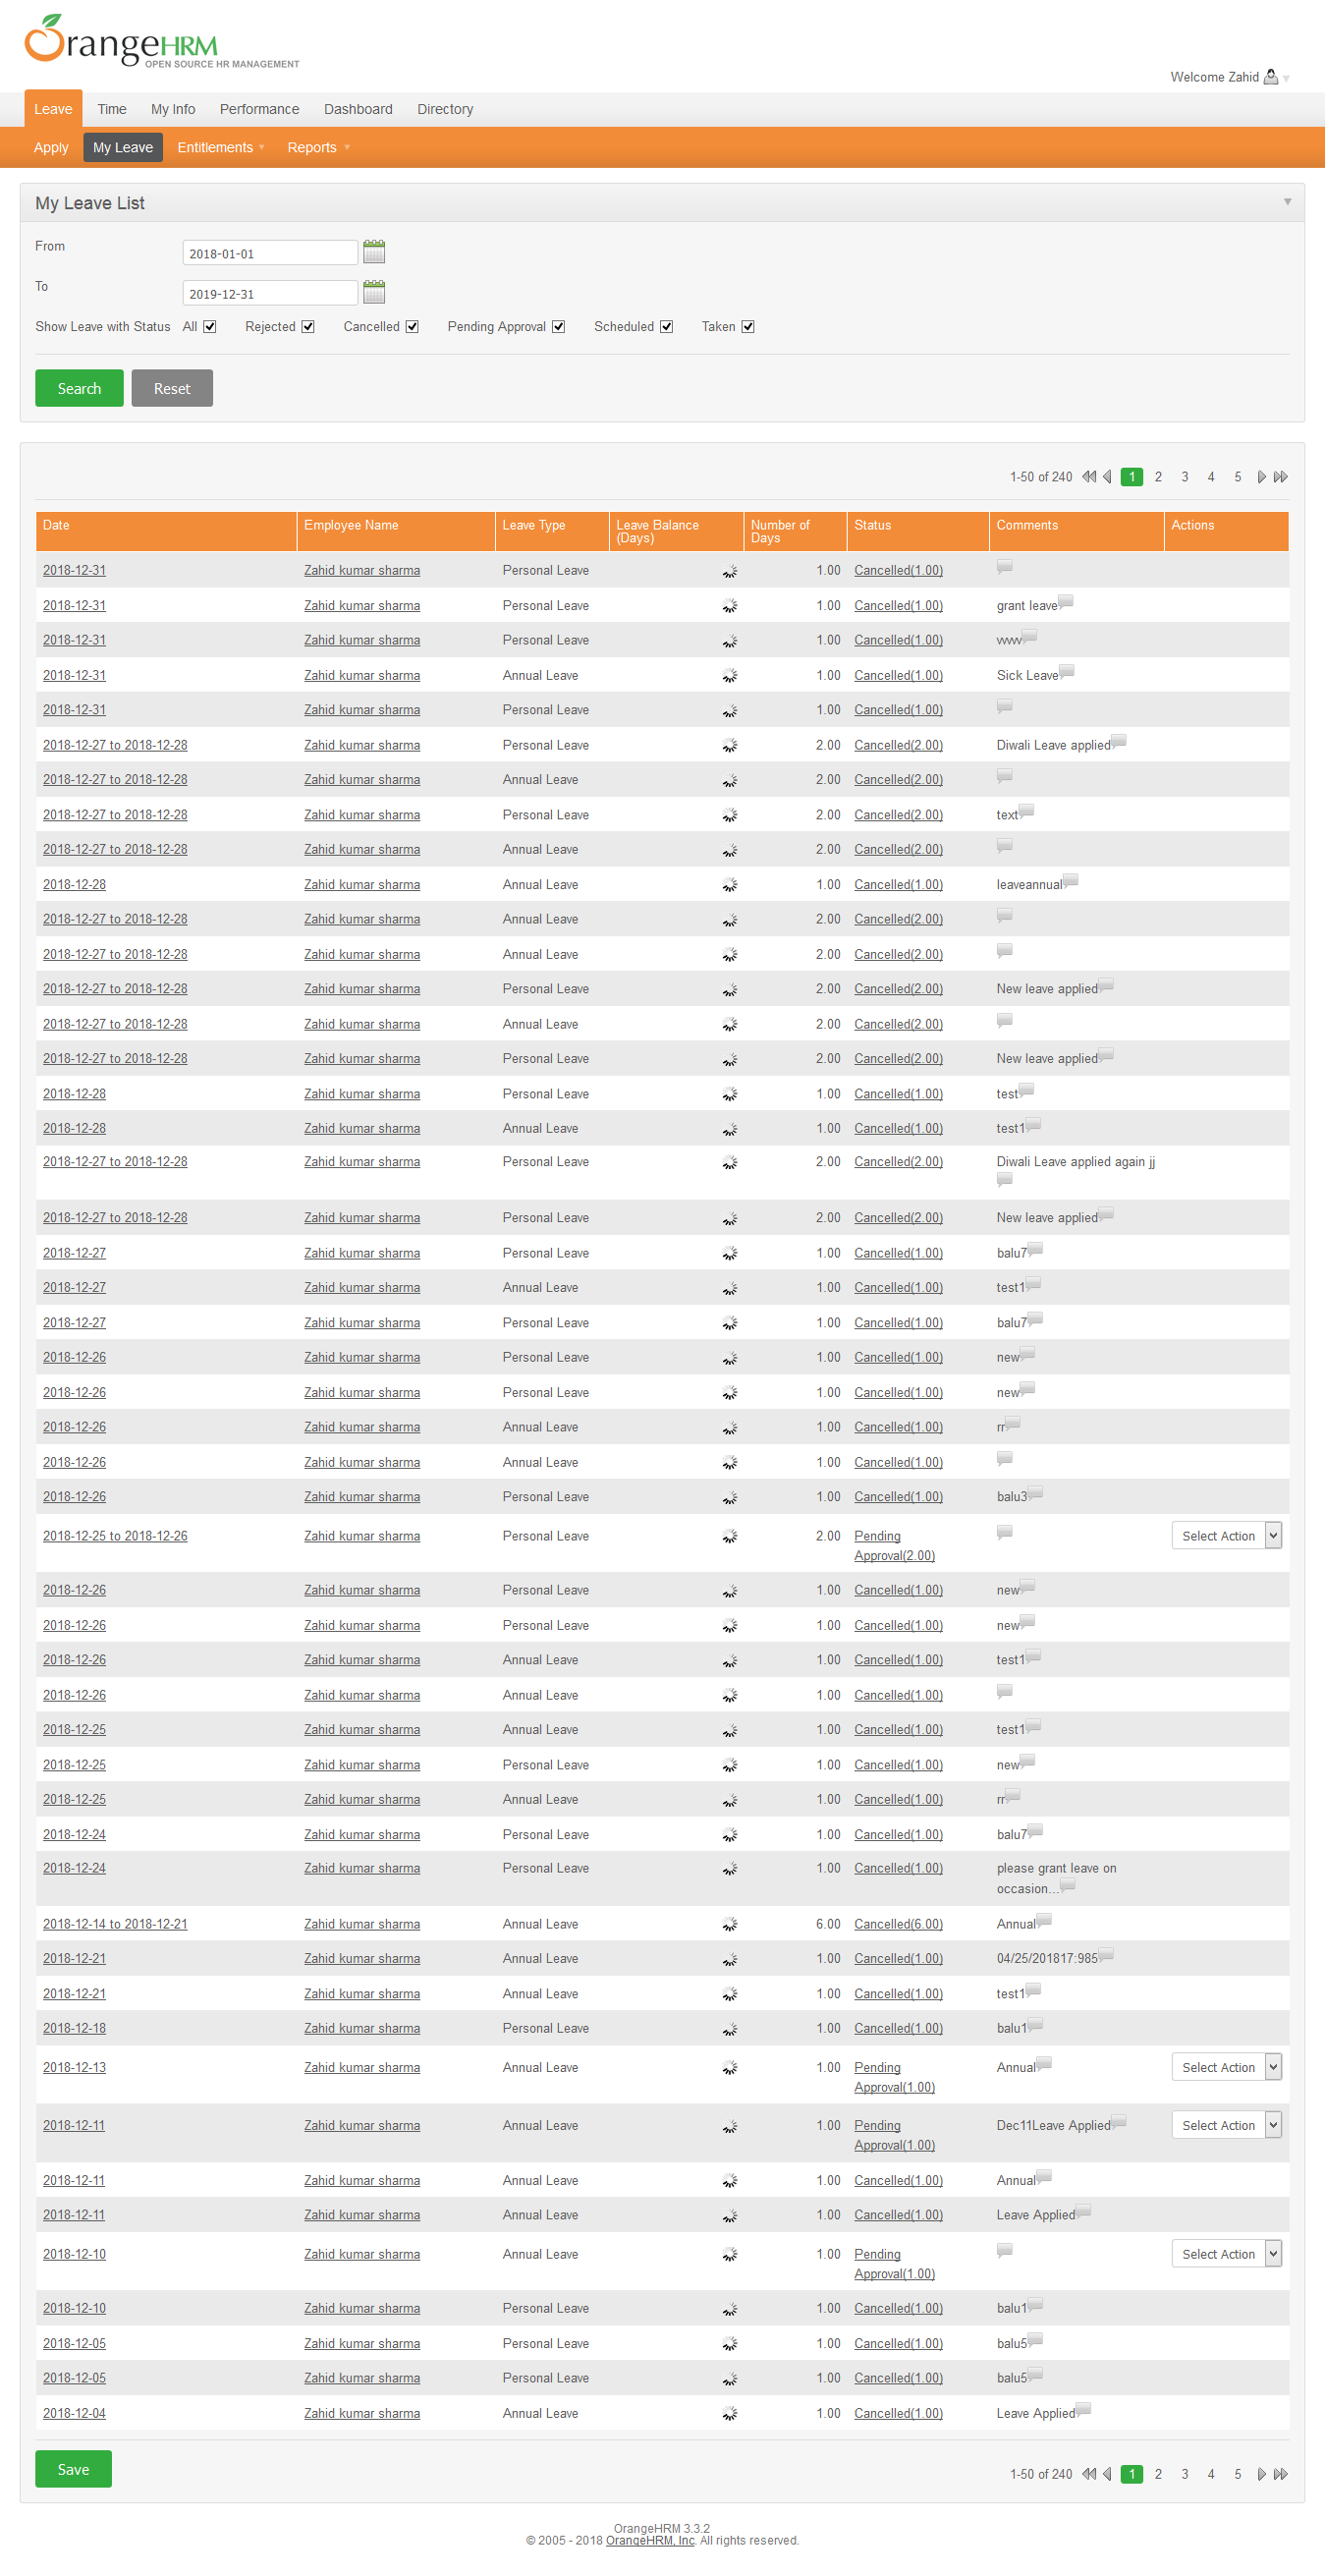 OrangeHRM
OPEN SOURCE HR MANAGEMENT
Welcome Zahid
Leave Time My Info Performance Dashboard Directory
Apply My Leave Entitlements Reports
My Leave List
From 2018-01-01
To 2019-12-31
Show Leave with Status All Rejected Cancelled Pending Approval Scheduled Taken
Search Reset
1-50 of 240 1 2 3 4 5
Date Employee Name Leave Type Leave Balance (Days) Number of Days Status Comments Actions
2018-12-31 Zahid kumar sharma Personal Leave 1.00 Cancelled(1.00)
2018-12-31 Zahid kumar sharma Personal Leave 1.00 Cancelled(1.00) grant leave
2018-12-31 Zahid kumar sharma Personal Leave 1.00 Cancelled(1.00)
2018-12-31 Zahid kumar sharma Annual Leave 1.00 Cancelled(1.00) Sick Leave
2018-12-31 Zahid kumar sharma Personal Leave 1.00 Cancelled(1.00)
2018-12-27 to 2018-12-28 Zahid kumar sharma Personal Leave 2.00 Cancelled(2.00) Diwali Leave applied
2018-12-27 to 2018-12-28 Zahid kumar sharma Annual Leave 2.00 Cancelled(2.00)
2018-12-27 to 2018-12-28 Zahid kumar sharma Personal Leave 2.00 Cancelled(2.00) text
2018-12-27 to 2018-12-28 Zahid kumar sharma Annual Leave 2.00 Cancelled(2.00)
2018-12-28 Zahid kumar sharma Annual Leave 1.00 Cancelled(1.00) leaveannual
2018-12-27 to 2018-12-28 Zahid kumar sharma Annual Leave 2.00 Cancelled(2.00)
2018-12-27 to 2018-12-28 Zahid kumar sharma Annual Leave 2.00 Cancelled(2.00)
2018-12-27 to 2018-12-28 Zahid kumar sharma Personal Leave 2.00 Cancelled(2.00) New leave applied
2018-12-27 to 2018-12-28 Zahid kumar sharma Annual Leave 2.00 Cancelled(2.00)
2018-12-27 to 2018-12-28 Zahid kumar sharma Personal Leave 2.00 Cancelled(2.00) New leave applied
2018-12-28 Zahid kumar sharma Personal Leave 1.00 Cancelled(1.00) test
2018-12-28 Zahid kumar sharma Annual Leave 1.00 Cancelled(1.00) test1
2018-12-27 to 2018-12-28 Zahid kumar sharma Personal Leave 2.00 Cancelled(2.00) Diwali Leave applied again jj
2018-12-27 to 2018-12-28 Zahid kumar sharma Personal Leave 2.00 Cancelled(2.00) New leave applied
2018-12-27 Zahid kumar sharma Personal Leave 1.00 Cancelled(1.00) balu7
2018-12-27 Zahid kumar sharma Annual Leave 1.00 Cancelled(1.00) test1
2018-12-27 Zahid kumar sharma Personal Leave 1.00 Cancelled(1.00) balu7
2018-12-26 Zahid kumar sharma Personal Leave 1.00 Cancelled(1.00) new
2018-12-26 Zahid kumar sharma Personal Leave 1.00 Cancelled(1.00) new
2018-12-26 Zahid kumar sharma Annual Leave 1.00 Cancelled(1.00) rr
2018-12-26 Zahid kumar sharma Annual Leave 1.00 Cancelled(1.00)
2018-12-26 Zahid kumar sharma Personal Leave 1.00 Cancelled(1.00) balu3
2018-12-25 to 2018-12-26 Zahid kumar sharma Personal Leave 2.00 Pending Approval(2.00) Select Action
2018-12-26 Zahid kumar sharma Personal Leave 1.00 Cancelled(1.00) new
2018-12-26 Zahid kumar sharma Personal Leave 1.00 Cancelled(1.00) new
2018-12-26 Zahid kumar sharma Annual Leave 1.00 Cancelled(1.00) test1
2018-12-26 Zahid kumar sharma Annual Leave 1.00 Cancelled(1.00)
2018-12-25 Zahid kumar sharma Annual Leave 1.00 Cancelled(1.00) test1
2018-12-25 Zahid kumar sharma Personal Leave 1.00 Cancelled(1.00) new
2018-12-25 Zahid kumar sharma Annual Leave 1.00 Cancelled(1.00) rr
2018-12-24 Zahid kumar sharma Personal Leave 1.00 Cancelled(1.00) balu7
2018-12-24 Zahid kumar sharma Personal Leave 1.00 Cancelled(1.00) please grant leave on occasion...
2018-12-14 to 2018-12-21 Zahid kumar sharma Annual Leave 6.00 Cancelled(6.00) Annual
2018-12-21 Zahid kumar sharma Annual Leave 1.00 Cancelled(1.00) 04/25/201817:985
2018-12-21 Zahid kumar sharma Annual Leave 1.00 Cancelled(1.00) test1
2018-12-18 Zahid kumar sharma Personal Leave 1.00 Cancelled(1.00) balu1
2018-12-13 Zahid kumar sharma Annual Leave 1.00 Pending Approval(1.00) Annual Select Action
2018-12-11 Zahid kumar sharma Annual Leave 1.00 Pending Approval(1.00) Dec11Leave Applied Select Action
2018-12-11 Zahid kumar sharma Annual Leave 1.00 Cancelled(1.00) Annual
2018-12-11 Zahid kumar sharma Annual Leave 1.00 Cancelled(1.00) Leave Applied
2018-12-10 Zahid kumar sharma Annual Leave 1.00 Pending Approval(1.00) Select Action
2018-12-10 Zahid kumar sharma Personal Leave 1.00 Cancelled(1.00) balu1
2018-12-05 Zahid kumar sharma Personal Leave 1.00 Cancelled(1.00) balu5
2018-12-05 Zahid kumar sharma Personal Leave 1.00 Cancelled(1.00) balu5
2018-12-04 Zahid kumar sharma Annual Leave 1.00 Cancelled(1.00) Leave Applied
Save 1-50 of 240 1 2 3 4 5
OrangeHRM 3.3.2
© 2005 - 2018 OrangeHRM, Inc. All rights reserved.